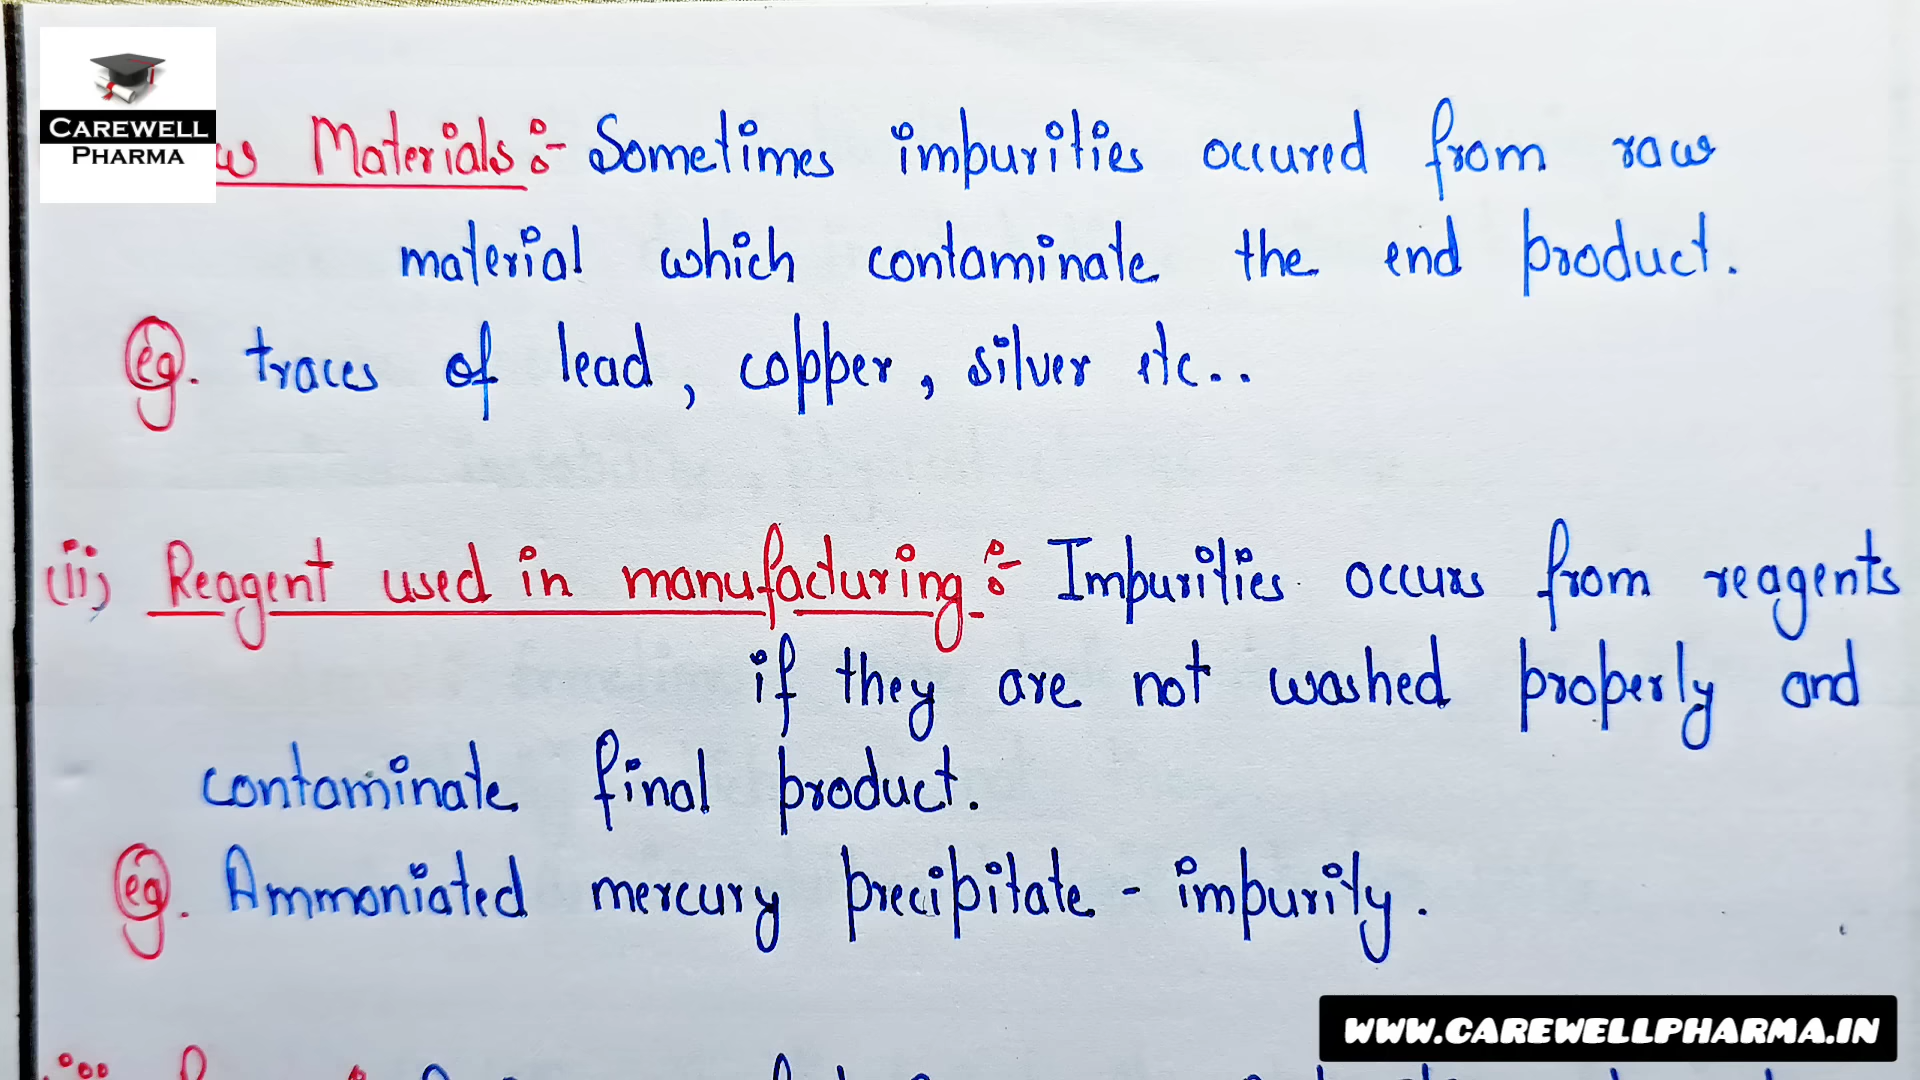 CAREWELL
PHARMA
Materials :- Sometimes impurities occured from raw
material which contaminate the end product.
eg. traces of lead, copper, silver etc..
(ii) Reagent used in manufacturing :- Impurities occurs from reagents
if they are not washed properly and
contaminate final product.
eg. Ammoniated mercury precipitate - impurity.
WWW.CAREWELLPHARMA.IN